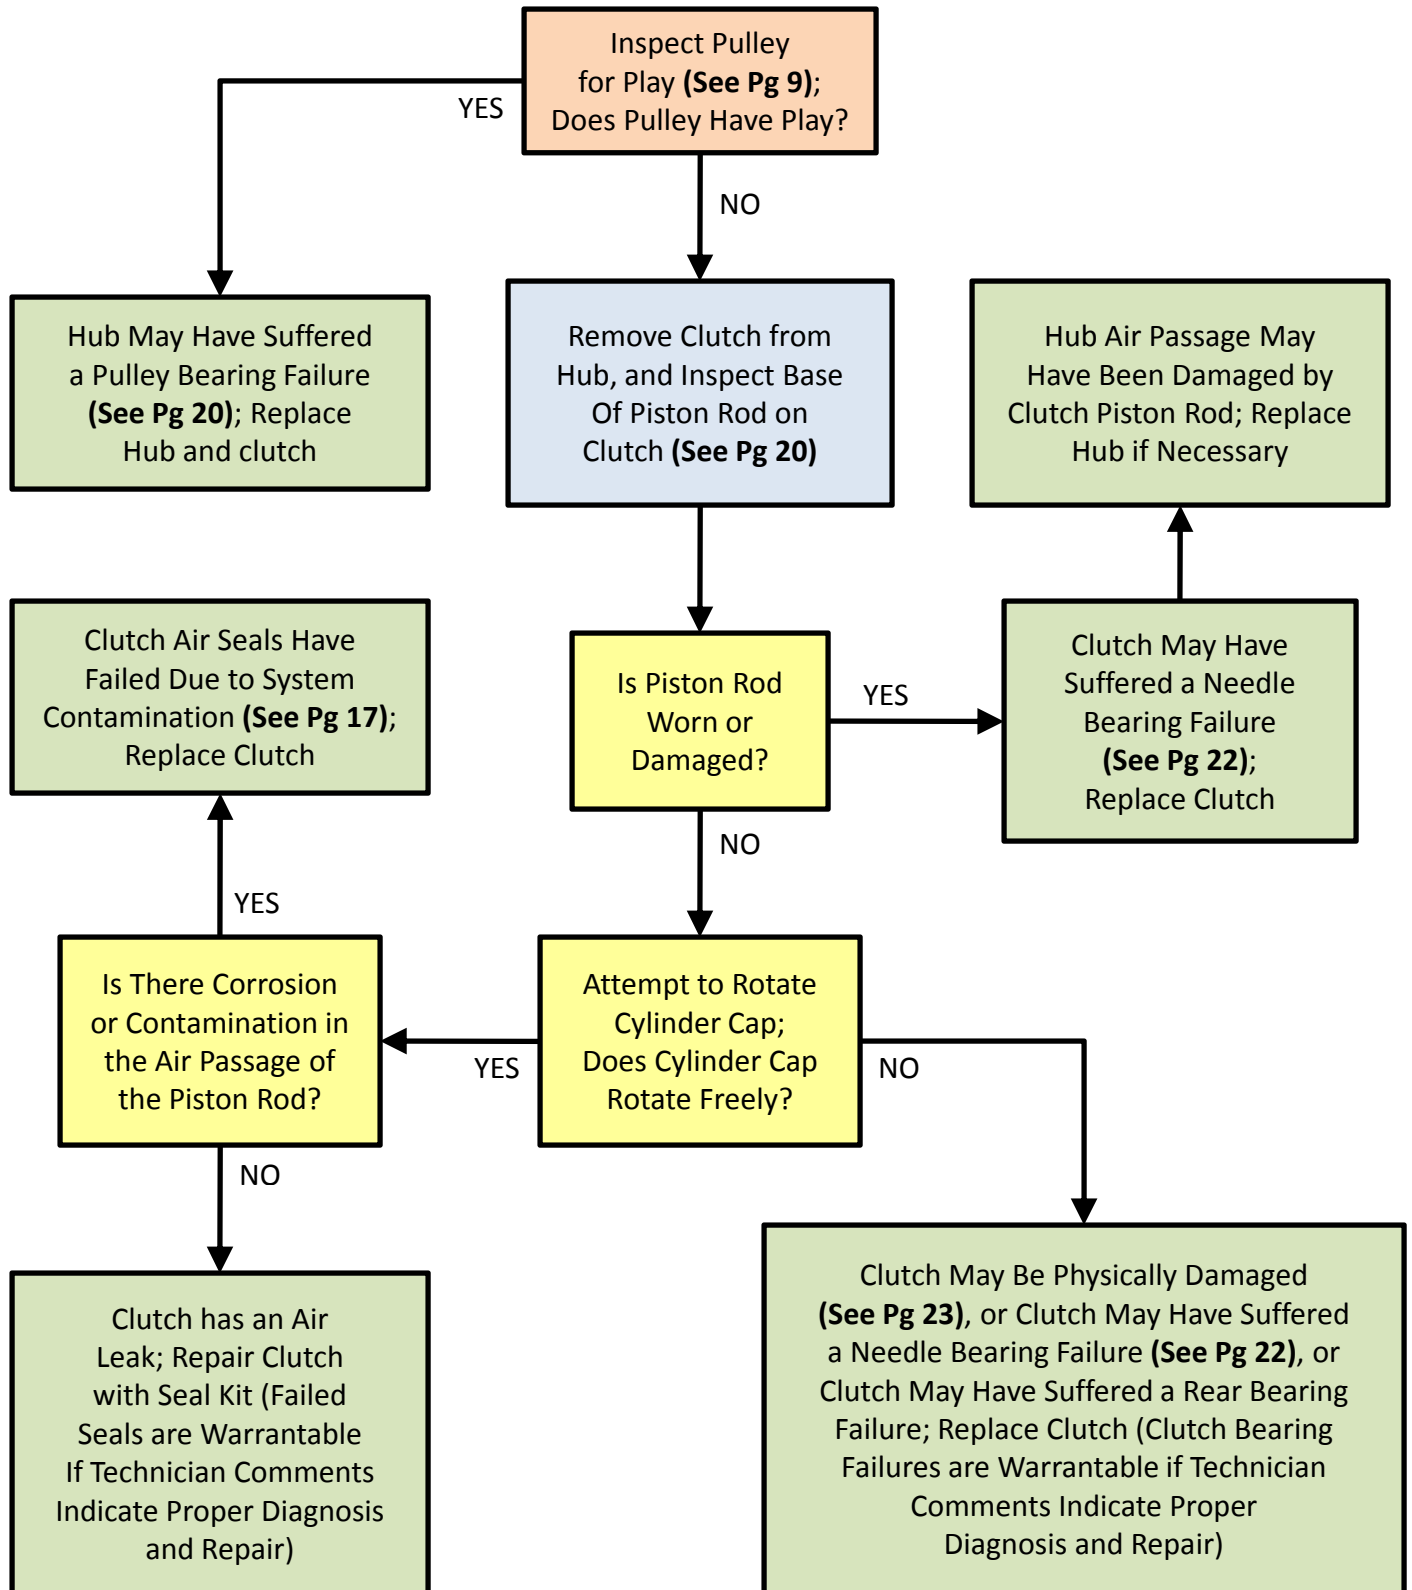 Inspect Pulley
for Play (See Pg 9);
Does Pulley Have Play?
YES
NO
Hub May Have Suffered
a Pulley Bearing Failure
(See Pg 20); Replace
Hub and clutch
Remove Clutch from
Hub, and Inspect Base
Of Piston Rod on
Clutch (See Pg 20)
Hub Air Passage May
Have Been Damaged by
Clutch Piston Rod; Replace
Hub if Necessary
Clutch Air Seals Have
Failed Due to System
Contamination (See Pg 17);
Replace Clutch
Is Piston Rod
Worn or
Damaged?
YES
Clutch May Have
Suffered a Needle
Bearing Failure
(See Pg 22);
Replace Clutch
NO
YES
Is There Corrosion
or Contamination in
the Air Passage of
the Piston Rod?
YES
Attempt to Rotate
Cylinder Cap;
Does Cylinder Cap
Rotate Freely?
NO
NO
Clutch has an Air
Leak; Repair Clutch
with Seal Kit (Failed
Seals are Warrantable
If Technician Comments
Indicate Proper Diagnosis
and Repair)
Clutch May Be Physically Damaged
(See Pg 23), or Clutch May Have Suffered
a Needle Bearing Failure (See Pg 22), or
Clutch May Have Suffered a Rear Bearing
Failure; Replace Clutch (Clutch Bearing
Failures are Warrantable if Technician
Comments Indicate Proper
Diagnosis and Repair)